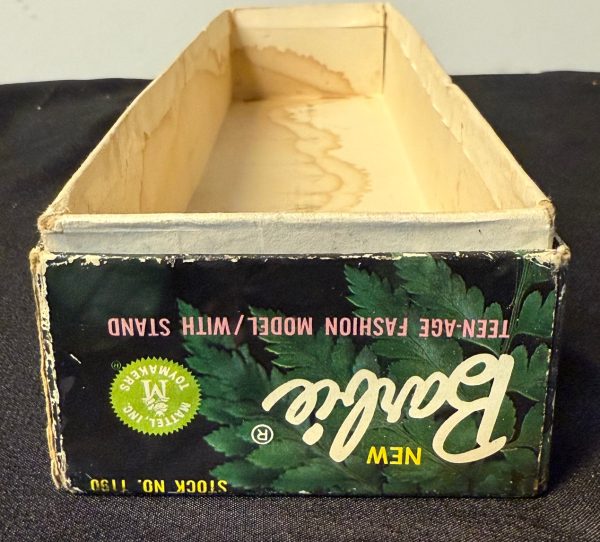 STOCK NO. 1190
NEW
Barbie®
TEEN-AGE FASHION MODEL/WITH STAND
MATTEL, INC.
M
TOYMAKERS